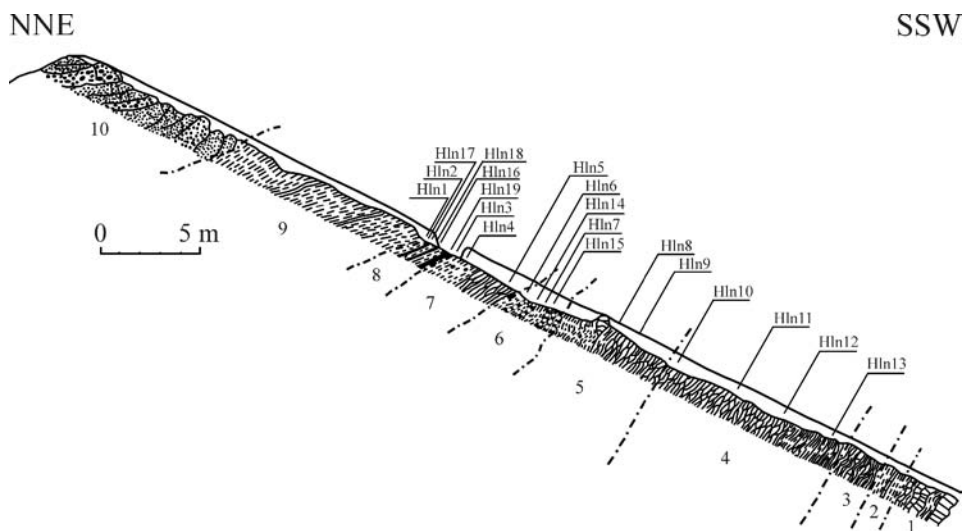 NNE SSW
Hln17 Hln18
Hln2 Hln16
Hln1 Hln19
Hln3
Hln4
Hln5
Hln6
Hln14
Hln7
Hln15
Hln8
Hln9
Hln10
Hln11
Hln12
Hln13
10
9
8
7
6
5
4
3
2
1
0 5 m